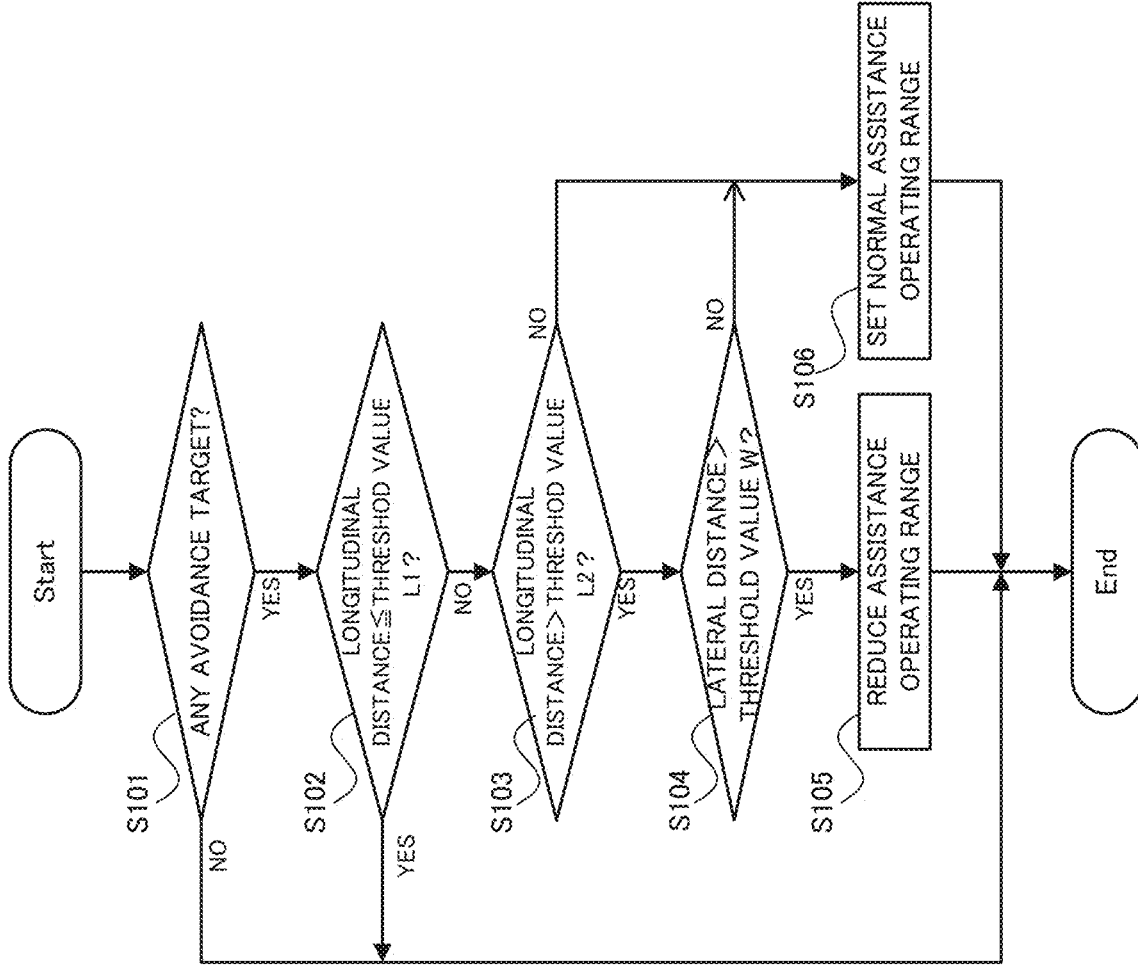 Start
S101
ANY AVOIDANCE TARGET?
NO
YES
S102
LONGITUDINAL
DISTANCE≦THRESHOD VALUE
L1?
YES
NO
S103
LONGITUDINAL
DISTANCE>THRESHOD VALUE
L2?
NO
YES
S104
LATERAL DISTANCE>
THRESHOLD VALUE W?
NO
YES
S105
REDUCE ASSISTANCE
OPERATING RANGE
S106
SET NORMAL ASSISTANCE
OPERATING RANGE
End